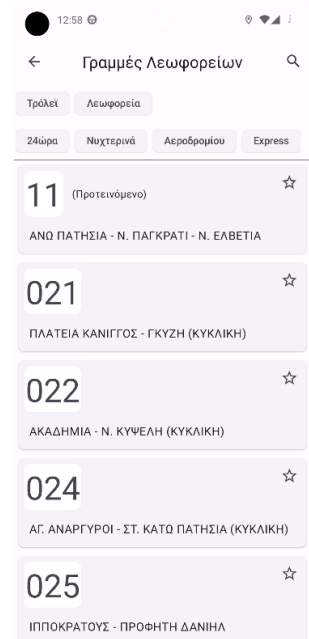 12:58
Γραμμές Λεωφορείων
Τρόλεϊ Λεωφορεία
24ώρα Νυχτερινά Αεροδρομίου Express
11 (Προτεινόμενο)
ΑΝΩ ΠΑΤΗΣΙΑ - Ν. ΠΑΓΚΡΑΤΙ - Ν. ΕΛΒΕΤΙΑ
021
ΠΛΑΤΕΙΑ ΚΑΝΙΓΓΟΣ - ΓΚΥΖΗ (ΚΥΚΛΙΚΗ)
022
ΑΚΑΔΗΜΙΑ - Ν. ΚΥΨΕΛΗ (ΚΥΚΛΙΚΗ)
024
ΑΓ. ΑΝΑΡΓΥΡΟΙ - ΣΤ. ΚΑΤΩ ΠΑΤΗΣΙΑ (ΚΥΚΛΙΚΗ)
025
ΙΠΠΟΚΡΑΤΟΥΣ - ΠΡΟΦΗΤΗ ΔΑΝΙΗΛ